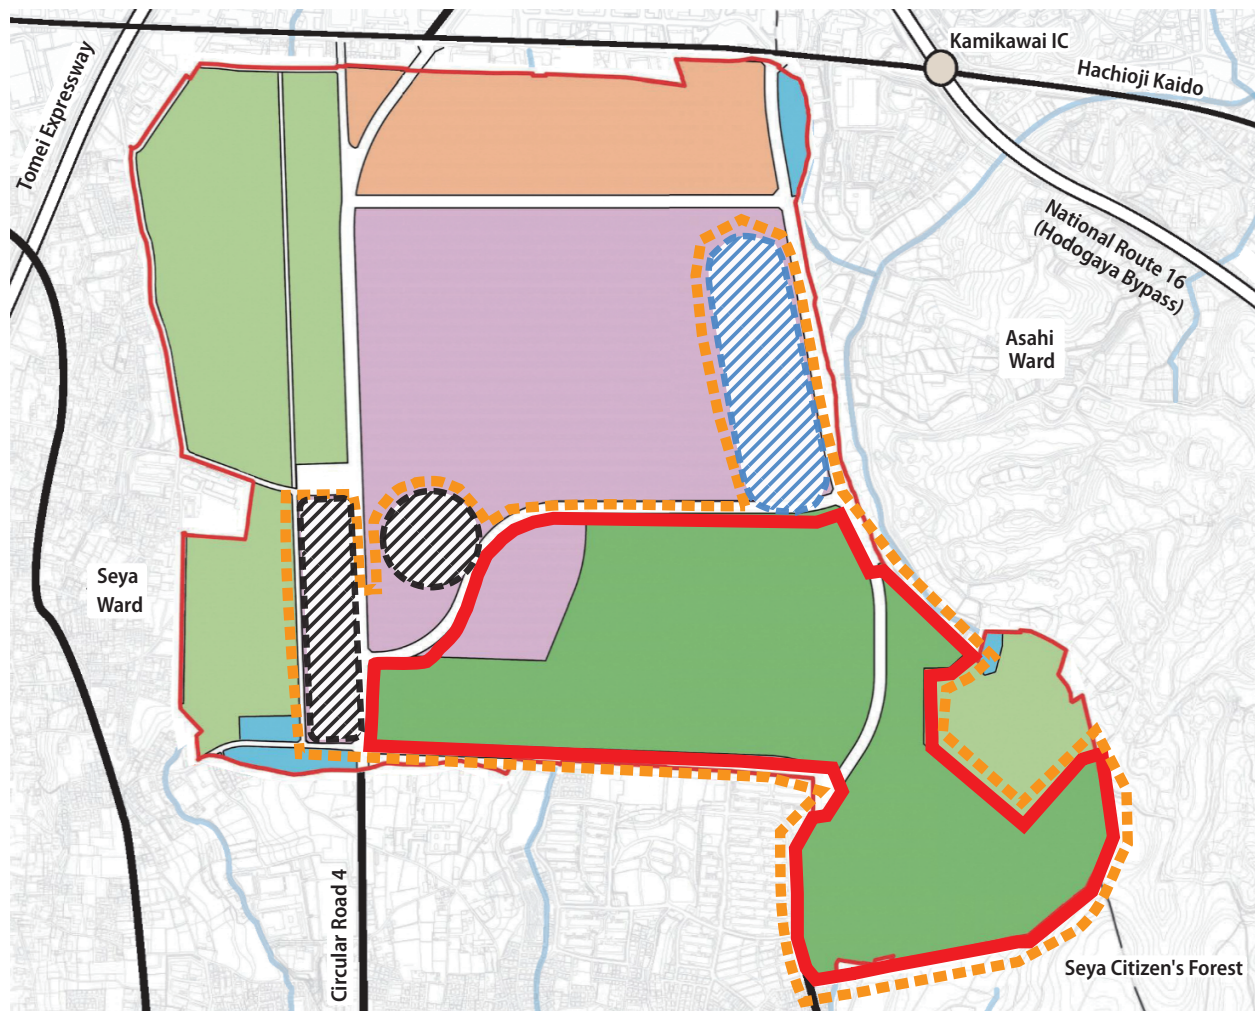 Kamikawai IC
Hachioji Kaido
Tomei Expressway
National Route 16
(Hodogaya Bypass)
Asahi
Ward
Seya
Ward
Circular Road 4
Seya Citizen's Forest